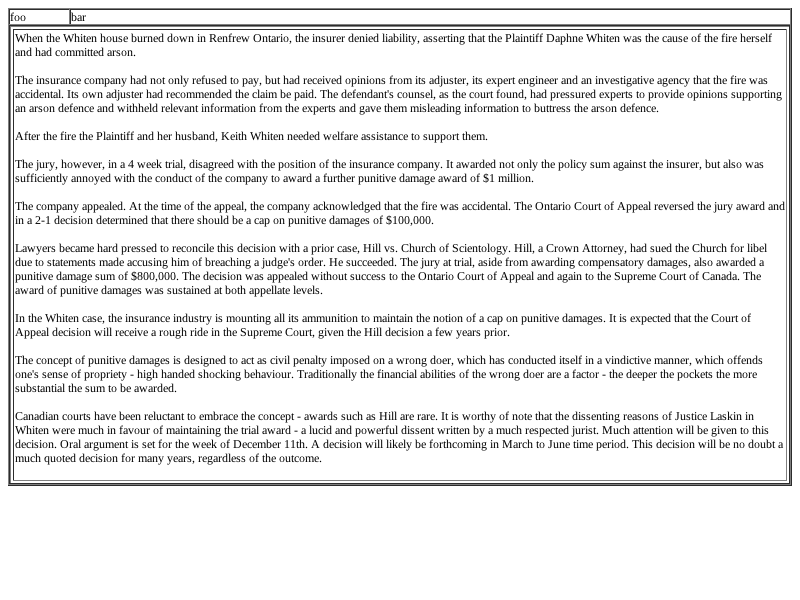 foo bar
When the Whiten house burned down in Renfrew Ontario, the insurer denied liability, asserting that the Plaintiff Daphne Whiten was the cause of the fire herself
and had committed arson.
The insurance company had not only refused to pay, but had received opinions from its adjuster, its expert engineer and an investigative agency that the fire was
accidental. Its own adjuster had recommended the claim be paid. The defendant's counsel, as the court found, had pressured experts to provide opinions supporting
an arson defence and withheld relevant information from the experts and gave them misleading information to buttress the arson defence.
After the fire the Plaintiff and her husband, Keith Whiten needed welfare assistance to support them.
The jury, however, in a 4 week trial, disagreed with the position of the insurance company. It awarded not only the policy sum against the insurer, but also was
sufficiently annoyed with the conduct of the company to award a further punitive damage award of $1 million.
The company appealed. At the time of the appeal, the company acknowledged that the fire was accidental. The Ontario Court of Appeal reversed the jury award and
in a 2-1 decision determined that there should be a cap on punitive damages of $100,000.
Lawyers became hard pressed to reconcile this decision with a prior case, Hill vs. Church of Scientology. Hill, a Crown Attorney, had sued the Church for libel
due to statements made accusing him of breaching a judge's order. He succeeded. The jury at trial, aside from awarding compensatory damages, also awarded a
punitive damage sum of $800,000. The decision was appealed without success to the Ontario Court of Appeal and again to the Supreme Court of Canada. The
award of punitive damages was sustained at both appellate levels.
In the Whiten case, the insurance industry is mounting all its ammunition to maintain the notion of a cap on punitive damages. It is expected that the Court of
Appeal decision will receive a rough ride in the Supreme Court, given the Hill decision a few years prior.
The concept of punitive damages is designed to act as civil penalty imposed on a wrong doer, which has conducted itself in a vindictive manner, which offends
one's sense of propriety - high handed shocking behaviour. Traditionally the financial abilities of the wrong doer are a factor - the deeper the pockets the more
substantial the sum to be awarded.
Canadian courts have been reluctant to embrace the concept - awards such as Hill are rare. It is worthy of note that the dissenting reasons of Justice Laskin in
Whiten were much in favour of maintaining the trial award - a lucid and powerful dissent written by a much respected jurist. Much attention will be given to this
decision. Oral argument is set for the week of December 11th. A decision will likely be forthcoming in March to June time period. This decision will be no doubt a
much quoted decision for many years, regardless of the outcome.